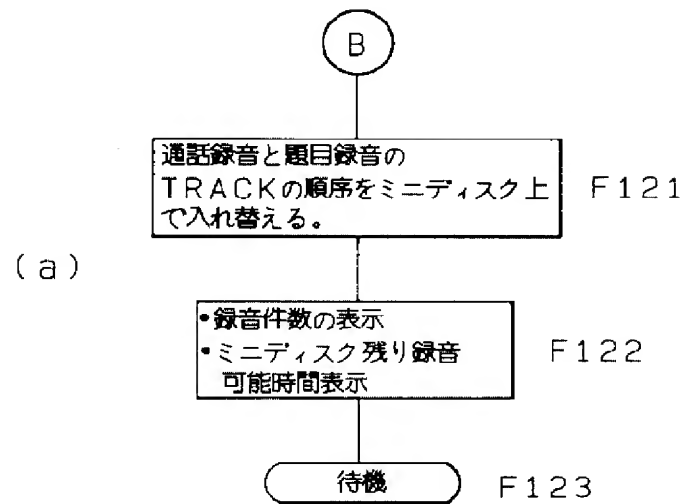 B
通話録音と題目録音の
TRACKの順序をミニディスク上
で入れ替える。
F121
(a)
・録音件数の表示
・ミニディスク残り録音
可能時間表示
F122
待機
F123